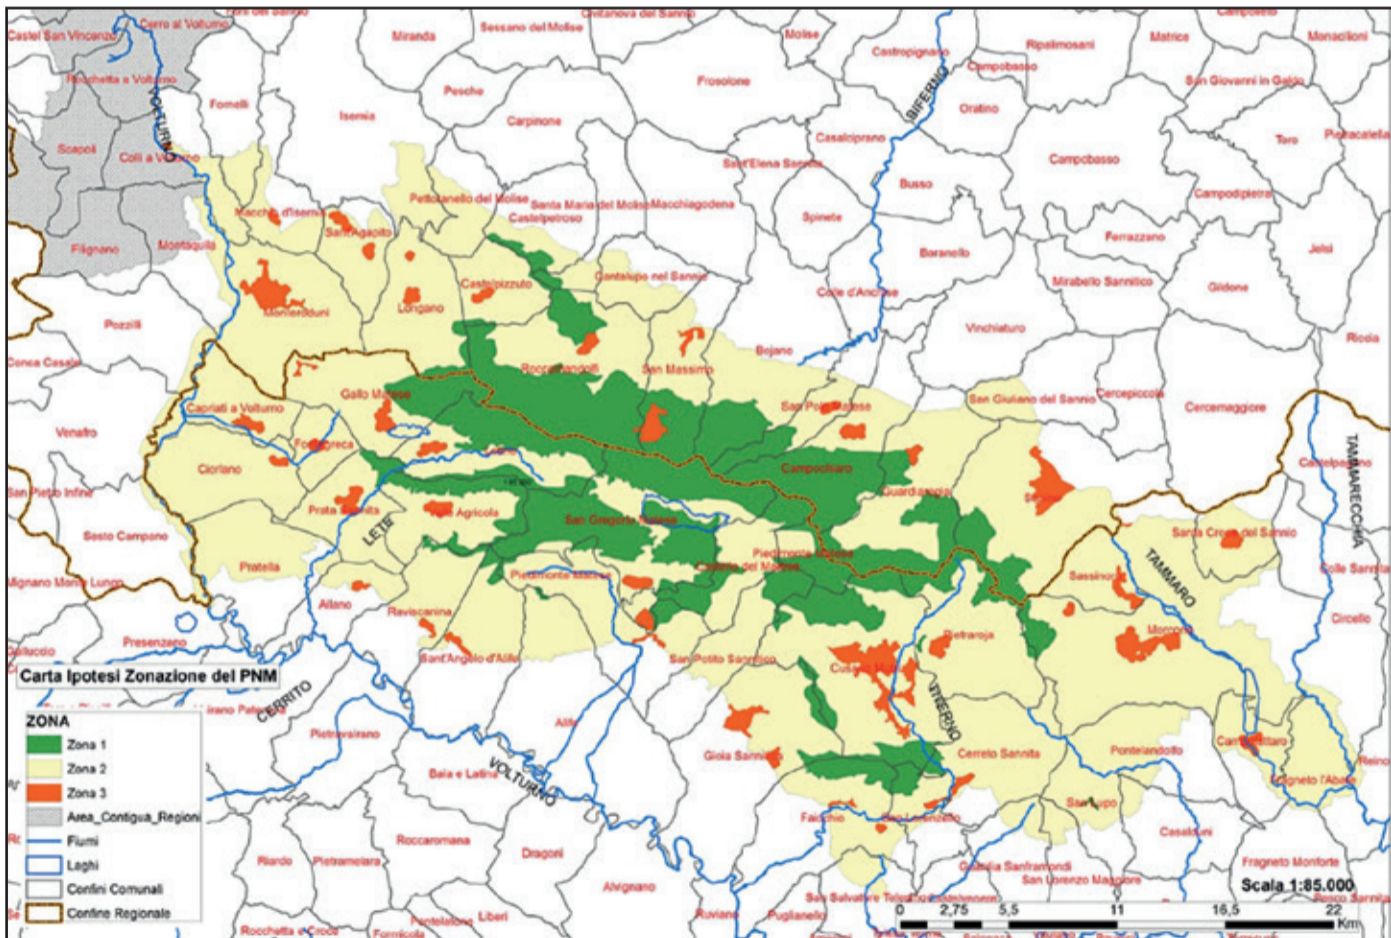 Cerro al Volturno
Civitanova del Sannio
Castel San Vincenzo
Sessano del Molise
Miranda
Molise
Castropignano
Ripalimosani
Matrice
Monacilioni
Rocchetta a Volturno
Pesche
Frosolone
Campobasso
San Giovanni in Galdo
Fornelli
Isernia
Carpinone
BIFERNO
Oratino
VOLTURNO
Casalciprano
Toro
Pietracatella
Scapoli
Colli a Volturno
Sant'Elena Sannita
Campobasso
Busso
Campodipietra
Pettoranello del Molise
Santa Maria del Molise
Macchiagodena
Castelpetroso
Spinete
Macchia d'Isernia
Sant'Agapito
Ferrazzano
Jelsi
Filignano
Montaquila
Baranello
Cantalupo nel Sannio
Mirabello Sannitico
Gildone
Castelpizzuto
Colle d'Anchise
Longano
Monteroduni
Pozzilli
Vinchiaturo
Riccia
Bojano
Conca Casale
Roccamandolfi
San Massimo
Gallo Matese
Cercepiccola
San Giuliano del Sannio
Capriati a Volturno
San Polo Matese
Cercemaggiore
Venafro
Fontegreca
Letino
TAMMARECCHIA
Ciorlano
Campochiaro
Castelpagano
San Pietro Infine
Guardiaregia
Sepino
Prata Sannita
Valle Agricola
San Gregorio Matese
LETE
Sesto Campano
Santa Croce del Sannio
Piedimonte Matese
Castello del Matese
TAMMARO
Pratella
Piedimonte Matese
Sassinoro
Colle Sannita
Mignano Monte Lungo
Ailano
Raviscanina
Circello
Presenzano
Pietraroja
Morcone
Galluccio
Sant'Angelo d'Alife
San Potito Sannitico
Cusano Mutri
Carta Ipotesi Zonazione del PNM
CERRITO
TITERNO
Alife
Pietravairano
Gioia Sannitica
Cerreto Sannita
Pontelandolfo
Campolattaro
Reino
VOLTURNO
Baia e Latina
Fragneto l'Abate
ZONA
Zona 1
Zona 2
Zona 3
Area_Contigua_Regioni
Fiumi
Laghi
Confini Comunali
Confine Regionale
San Lupo
Faicchio
San Lorenzello
Casalduni
Roccaromana
Riardo
Pietramelara
Dragoni
Guardia Sanframondi
Fragneto Monforte
San Lorenzo Maggiore
Alvignano
Scala 1:85.000
Ruviano
Puglianello
Liberi
Pontelatone
Rocchetta e Croce
Formicola
0 2,75 5,5 11 16,5 22
Km